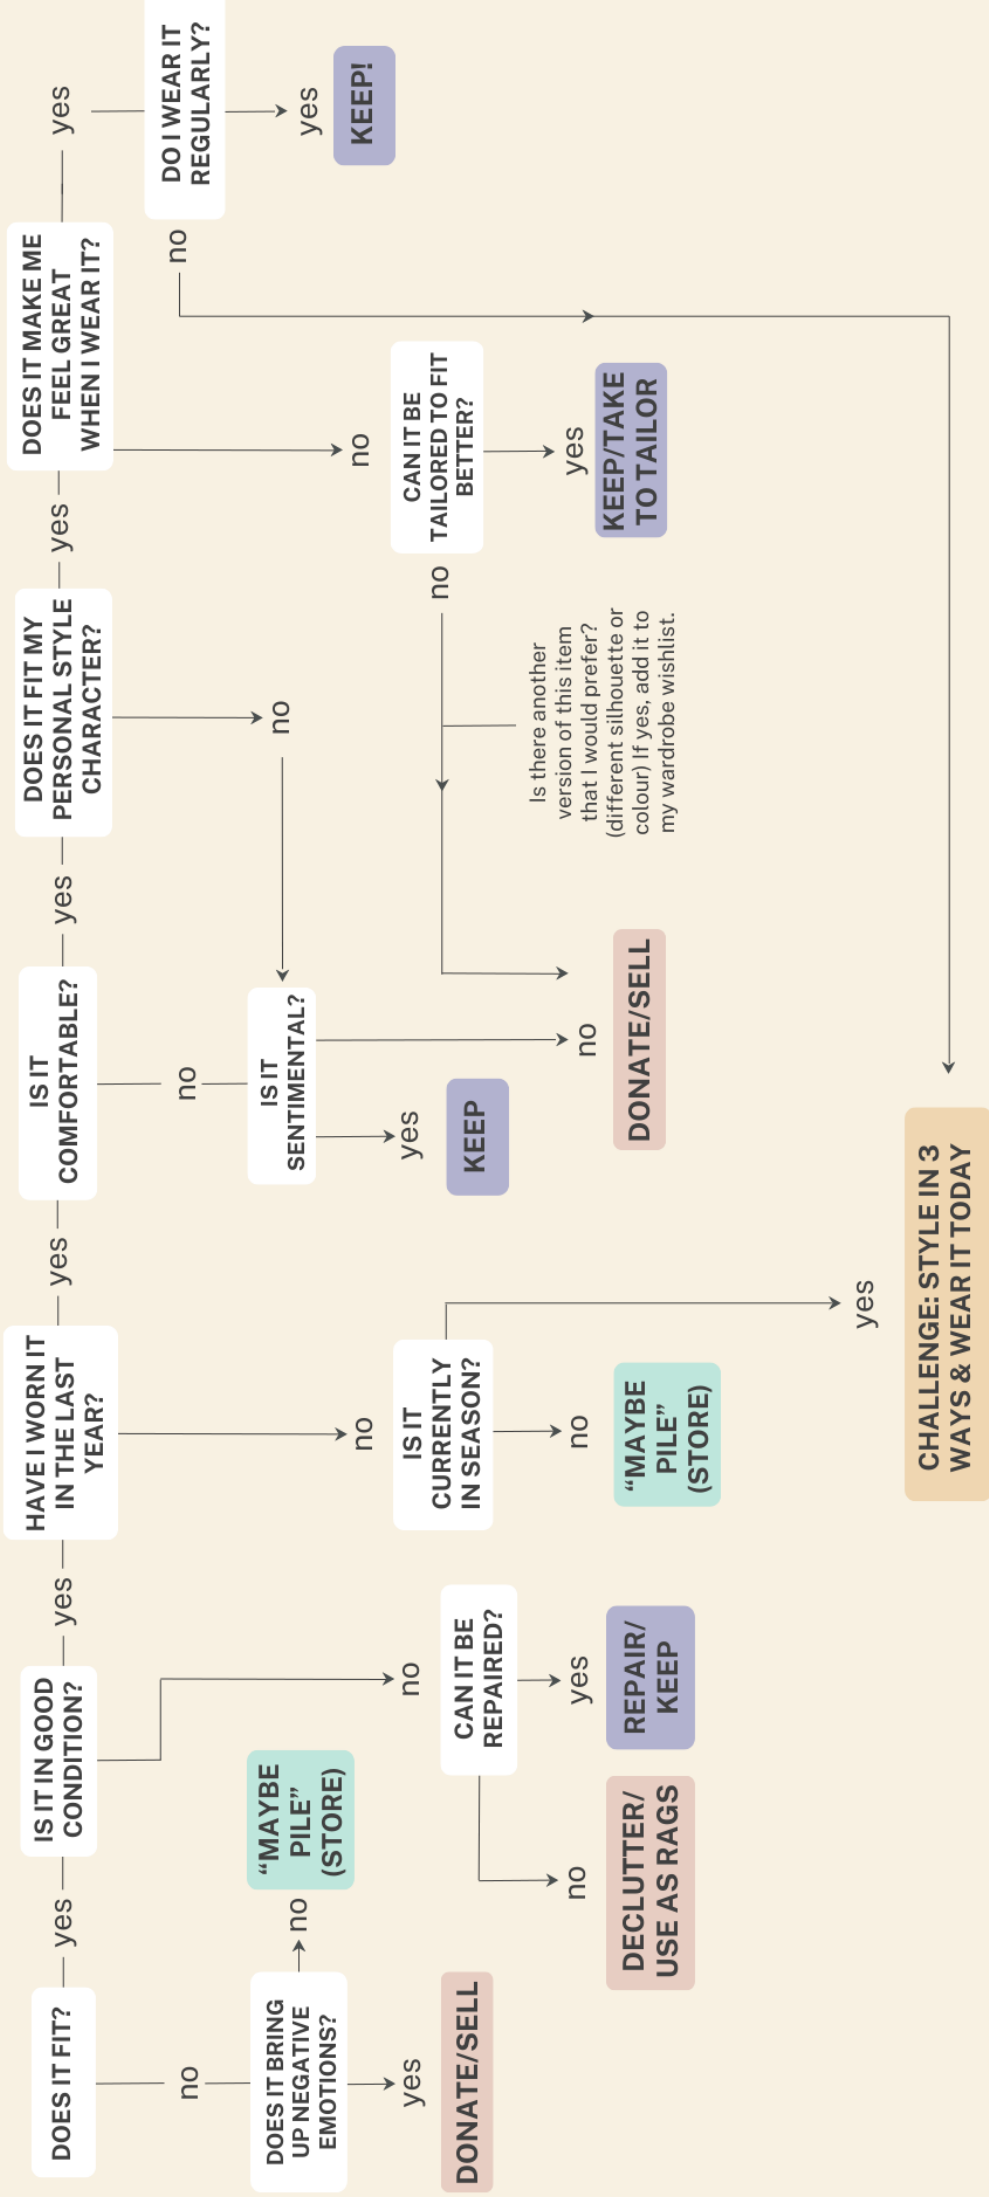 DOES IT FIT?
yes
IS IT IN GOOD
CONDITION?
yes
HAVE I WORN IT
IN THE LAST
YEAR?
yes
IS IT
COMFORTABLE?
yes
DOES IT FIT MY
PERSONAL STYLE
CHARACTER?
yes
DOES IT MAKE ME
FEEL GREAT
WHEN I WEAR IT?
yes
no
DOES IT BRING
UP NEGATIVE
EMOTIONS?
no
“MAYBE
PILE”
(STORE)
yes
DONATE/SELL
no
CAN IT BE
REPAIRED?
no
DECLUTTER/
USE AS RAGS
yes
REPAIR/
KEEP
no
IS IT
CURRENTLY
IN SEASON?
no
“MAYBE
PILE”
(STORE)
yes
no
IS IT
SENTIMENTAL?
yes
KEEP
no
DONATE/SELL
no
no
CAN IT BE
TAILORED TO FIT
BETTER?
no
Is there another
version of this item
that I would prefer?
(different silhouette or
colour) If yes, add it to
my wardrobe wishlist.
yes
KEEP/TAKE
TO TAILOR
DO I WEAR IT
REGULARLY?
no
yes
KEEP!
CHALLENGE: STYLE IN 3
WAYS & WEAR IT TODAY